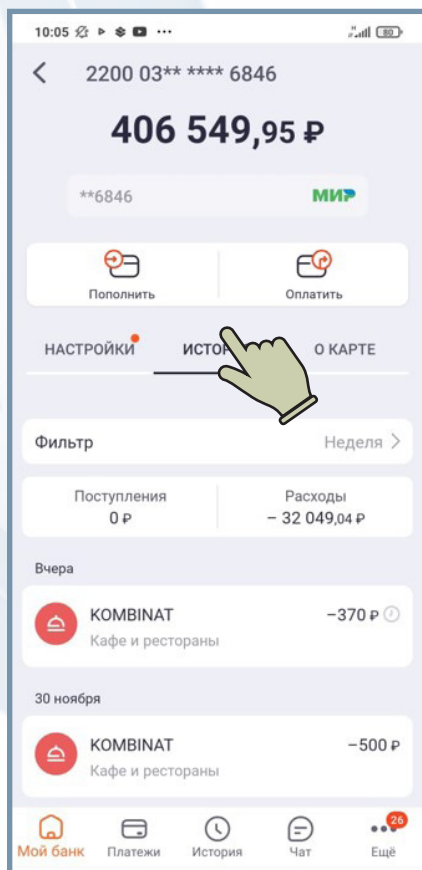 10:05
80
2200 03** **** 6846
406 549,95 ₽
**6846 МИР
Пополнить Оплатить
НАСТРОЙКИ О КАРТЕ
Фильтр Неделя >
Поступления Расходы
0 ₽ – 32 049,04 ₽
Вчера
KOMBINAT –370 ₽
Кафе и рестораны
30 ноября
KOMBINAT –500 ₽
Кафе и рестораны
26
Мой банк Платежи История Чат Ещё